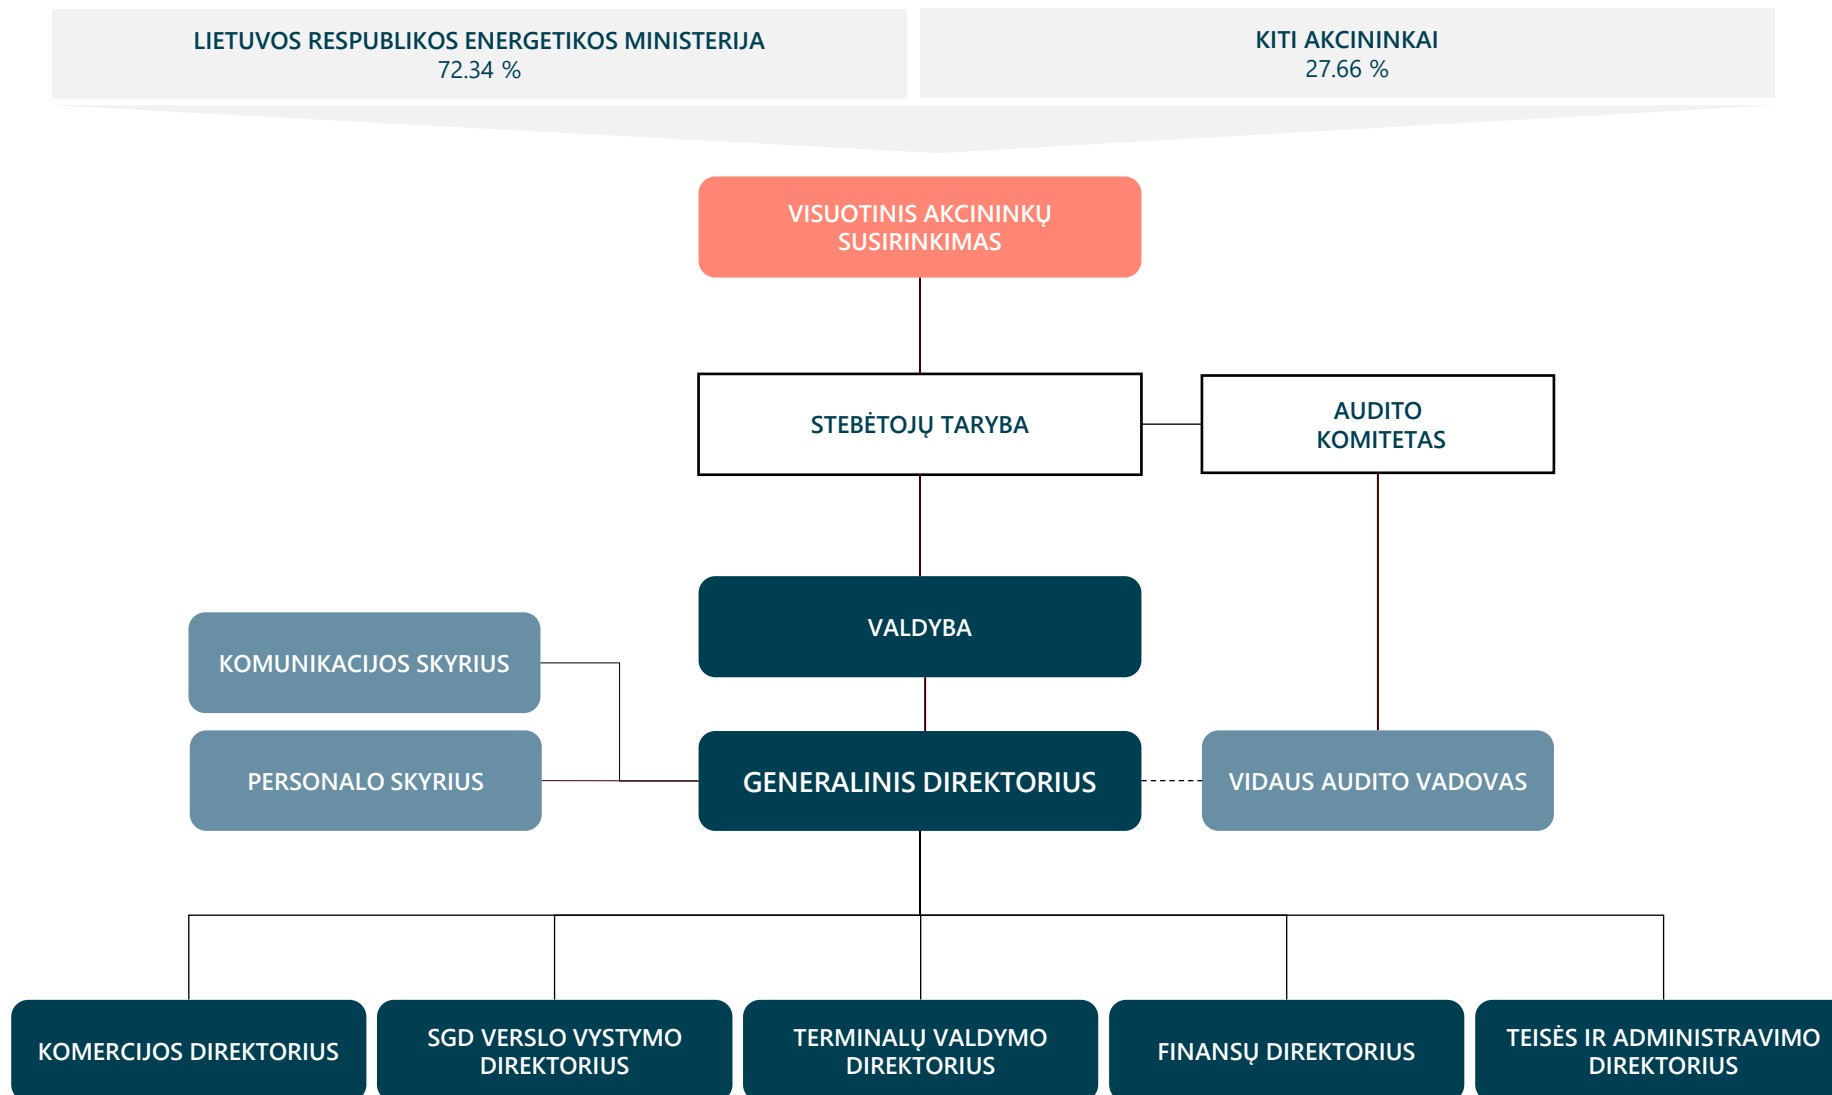 LIETUVOS RESPUBLIKOS ENERGETIKOS MINISTERIJA
72.34 %
KITI AKCININKAI
27.66 %
VISUOTINIS AKCININKŲ
SUSIRINKIMAS
STEBĖTOJŲ TARYBA
AUDITO
KOMITETAS
VALDYBA
KOMUNIKACIJOS SKYRIUS
PERSONALO SKYRIUS
GENERALINIS DIREKTORIUS
VIDAUS AUDITO VADOVAS
KOMERCIJOS DIREKTORIUS
SGD VERSLO VYSTYMO
DIREKTORIUS
TERMINALŲ VALDYMO
DIREKTORIUS
FINANSŲ DIREKTORIUS
TEISĖS IR ADMINISTRAVIMO
DIREKTORIUS